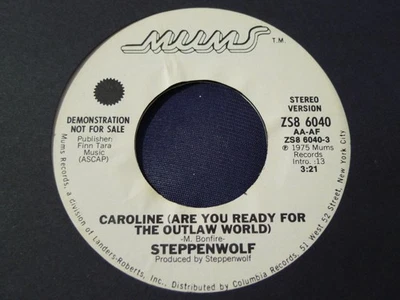 mums T.M.
DEMONSTRATION
NOT FOR SALE
Publisher:
Finn Tara
Music
(ASCAP)
STEREO
VERSION
ZS8 6040
AA-AF
ZS8 6040-3
℗ 1975 Mums
Records
Intro. :13
3:21
CAROLINE (ARE YOU READY FOR
THE OUTLAW WORLD)
-M. Bonfire-
STEPPENWOLF
Produced by Steppenwolf
Mums Records, a division of Landers-Roberts, Inc., Distributed by Columbia Records, 51 West 52 Street, New York City